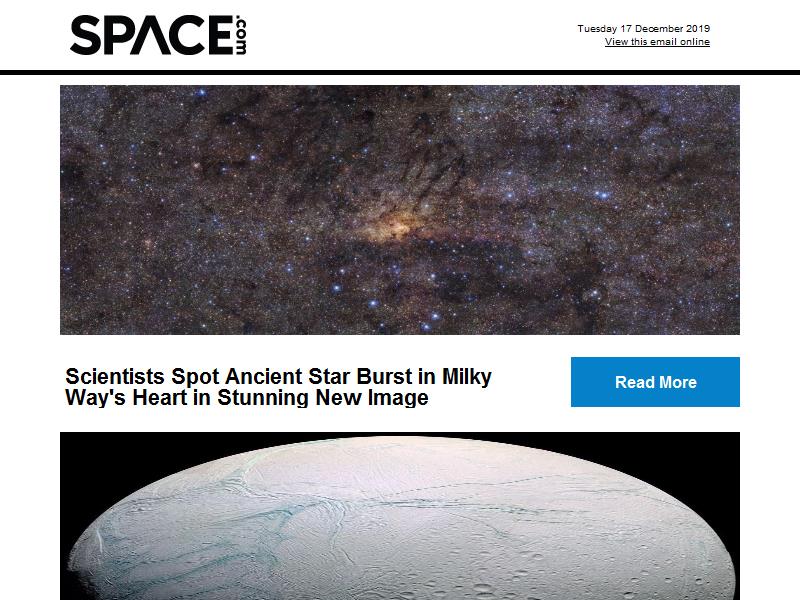 SPACE.com
Tuesday 17 December 2019
View this email online
Scientists Spot Ancient Star Burst in Milky
Way's Heart in Stunning New Image
Read More